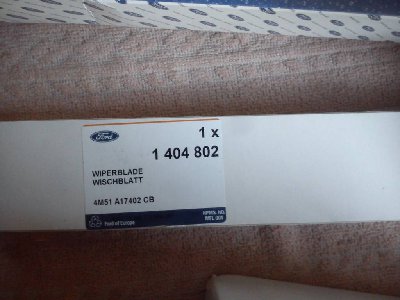 Ford
1 x
1 404 802
WIPERBLADE
WISCHBLATT
4M51 A17402 CB
Ford of Europe